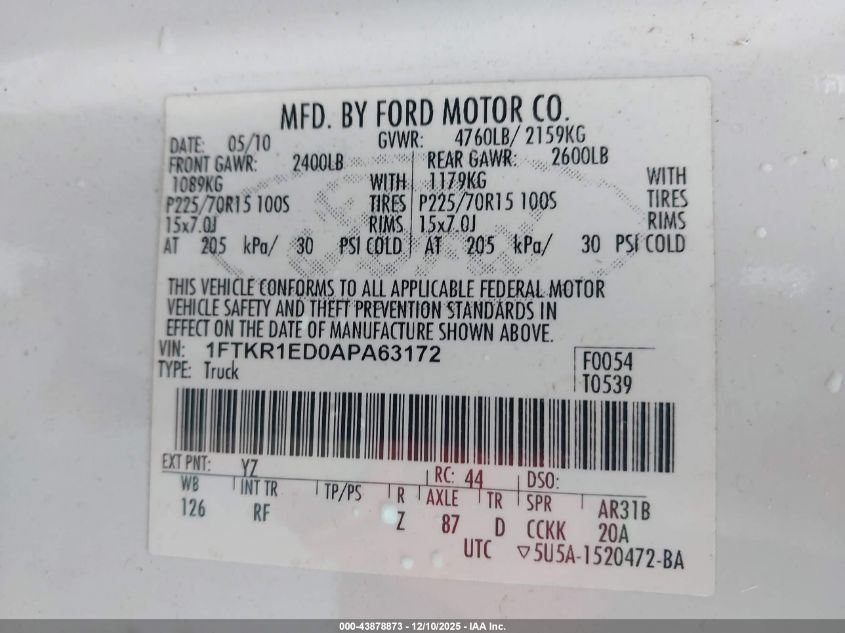 MFD. BY FORD MOTOR CO.
DATE: 05/10 GVWR: 4760LB/ 2159KG
FRONT GAWR: 2400LB REAR GAWR: 2600LB
1089KG WITH 1179KG WITH
P225/70R15 100S TIRES P225/70R15 100S TIRES
15x7.0J RIMS 15x7.0J RIMS
AT 205 kPa/ 30 PSI COLD AT 205 kPa/ 30 PSI COLD
THIS VEHICLE CONFORMS TO ALL APPLICABLE FEDERAL MOTOR
VEHICLE SAFETY AND THEFT PREVENTION STANDARDS IN
EFFECT ON THE DATE OF MANUFACTURE SHOWN ABOVE.
VIN: 1FTKR1ED0APA63172 F0054
TYPE: Truck T0539
EXT PNT: YZ RC: 44 DSO:
WB INT TR TP/PS R AXLE TR SPR AR31B
126 RF Z 87 D CCKK 20A
UTC ▽5U5A-1520472-BA
000-43878873 - 12/10/2025 - IAA Inc.